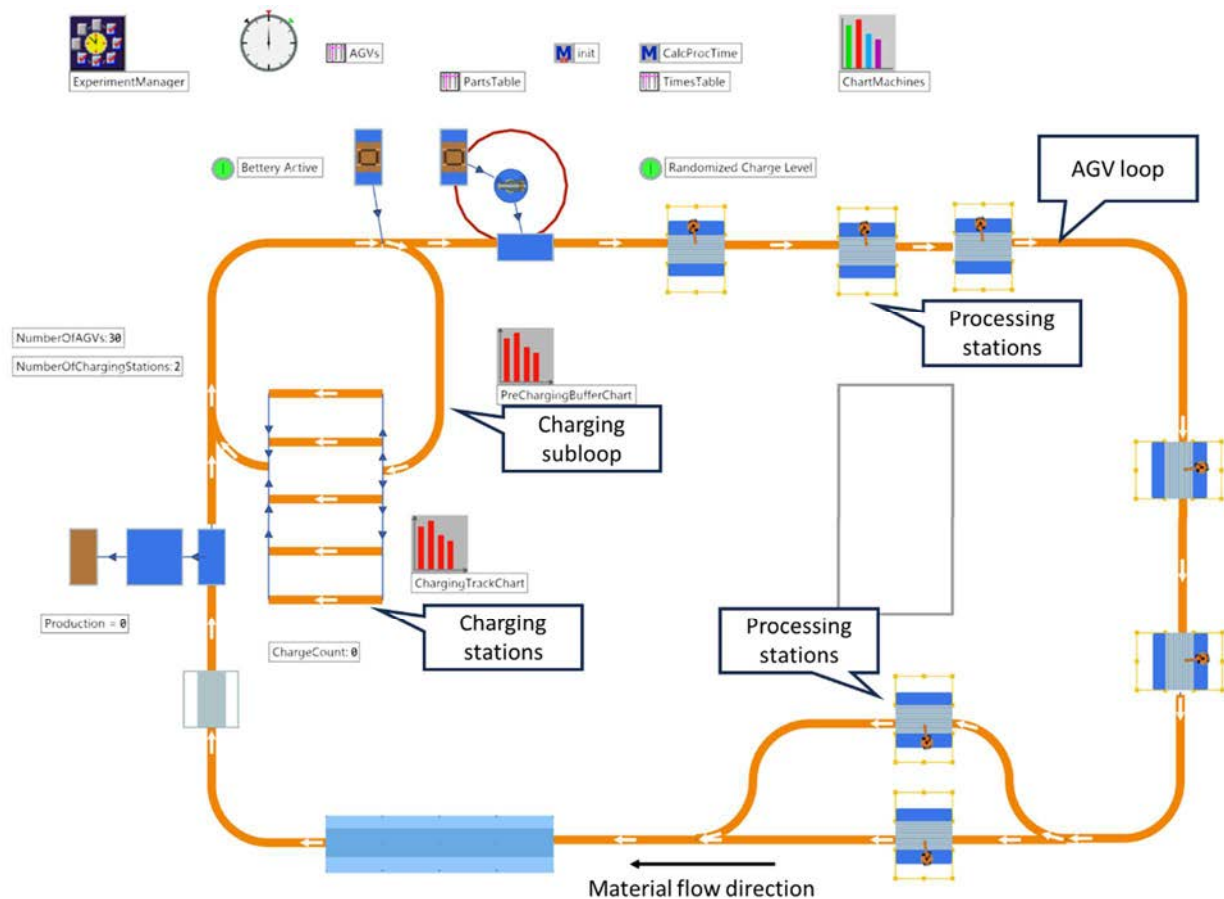 ExperimentManager
AGVs
PartsTable
M init
M CalcProcTime
TimesTable
ChartMachines
Bettery Active
Randomized Charge Level
AGV loop
Processing
stations
NumberOfAGVs:30
NumberOfChargingStations:2
PreChargingBufferChart
Charging
subloop
ChargingTrackChart
Production = 0
Charging
stations
ChargeCount:0
Processing
stations
Material flow direction